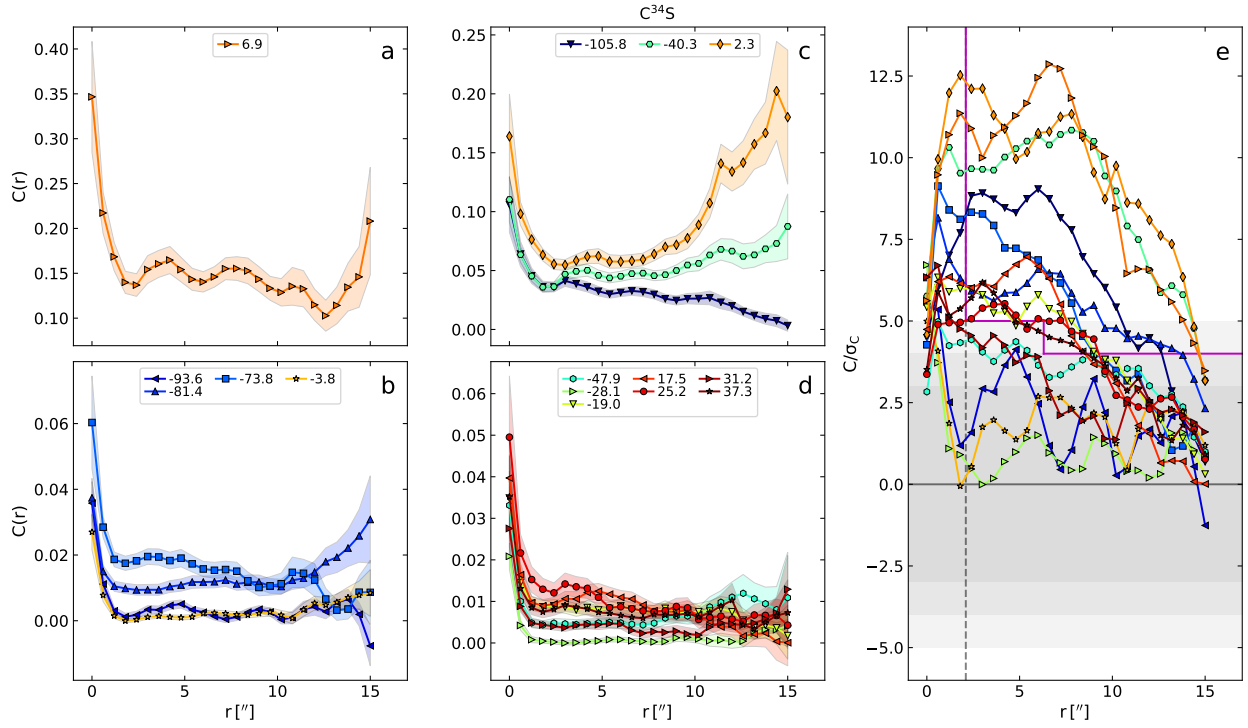 C³⁴S
a
6.9
C(r)
0.40
0.35
0.30
0.25
0.20
0.15
0.10
c
-105.8 -40.3 2.3
0.25
0.20
0.15
0.10
0.05
0.00
b
-93.6 -73.8 -3.8
-81.4
C(r)
0.06
0.04
0.02
0.00
0 5 10 15
r [″]
d
-47.9 17.5 31.2
-28.1 25.2 37.3
-19.0
0.06
0.05
0.04
0.03
0.02
0.01
0.00
0 5 10 15
r [″]
e
C/σ_C
12.5
10.0
7.5
5.0
2.5
0.0
−2.5
−5.0
0 5 10 15
r [″]